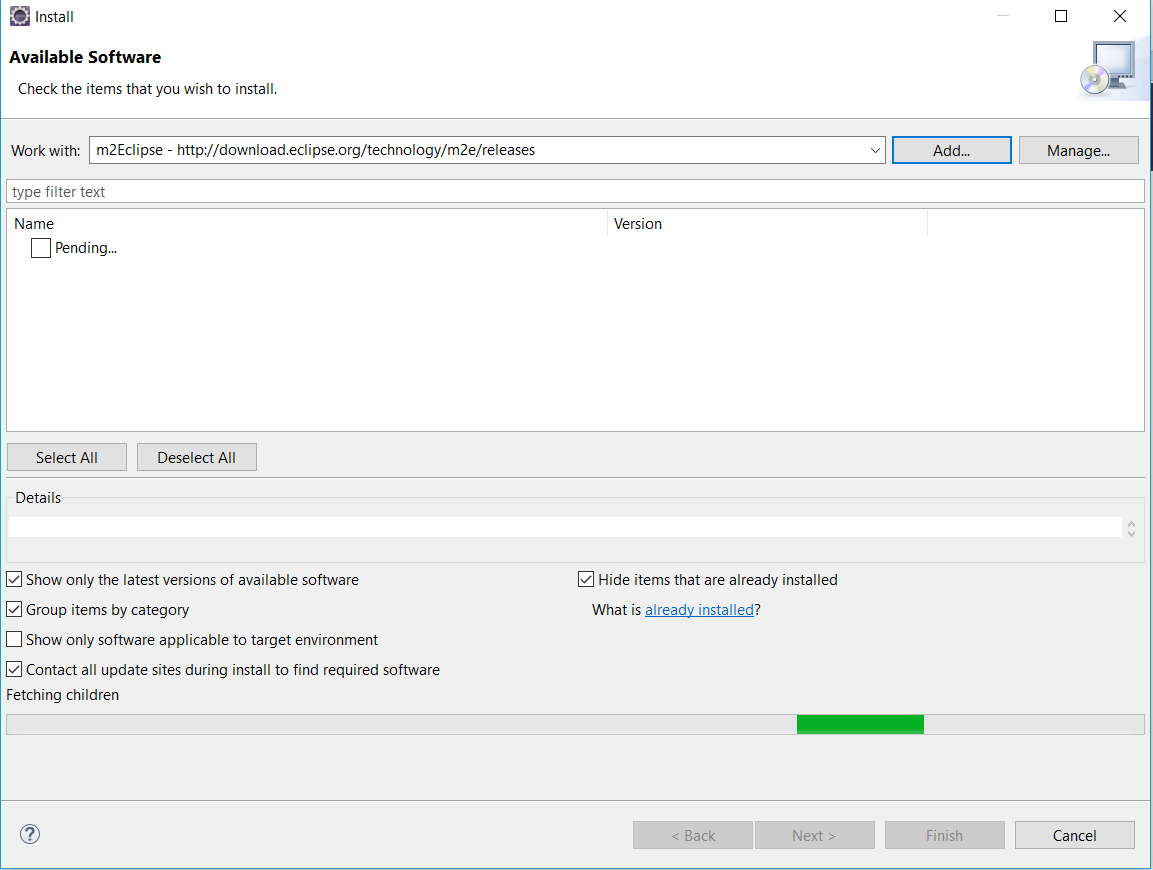 Install
Available Software
Check the items that you wish to install.
Work with: m2Eclipse - http://download.eclipse.org/technology/m2e/releases Add... Manage...
type filter text
Name Version
Pending...
Select All Deselect All
Details
Show only the latest versions of available software Hide items that are already installed
Group items by category What is already installed?
Show only software applicable to target environment
Contact all update sites during install to find required software
Fetching children
? < Back Next > Finish Cancel